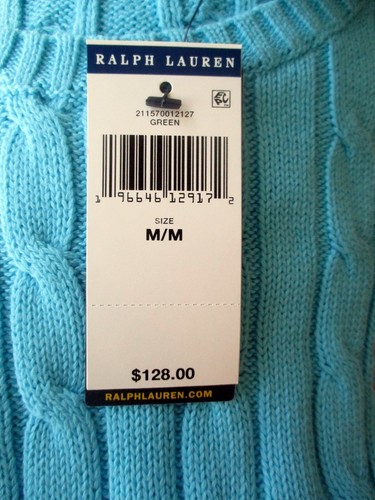 RALPH LAUREN
211570012127
GREEN
1 96646 12917 2
SIZE
M/M
$128.00
RALPHLAUREN.COM